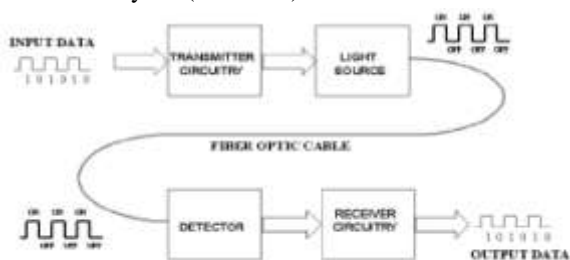 ON ON ON
OFF OFF OFF
INPUT DATA
1 0 1 0 1 0
TRANSMITTER
CIRCUITRY
LIGHT
SOURCE
FIBER OPTIC CABLE
ON ON ON
OFF OFF OFF
DETECTOR
RECEIVER
CIRCUITRY
1 0 1 0 1 0
OUTPUT DATA